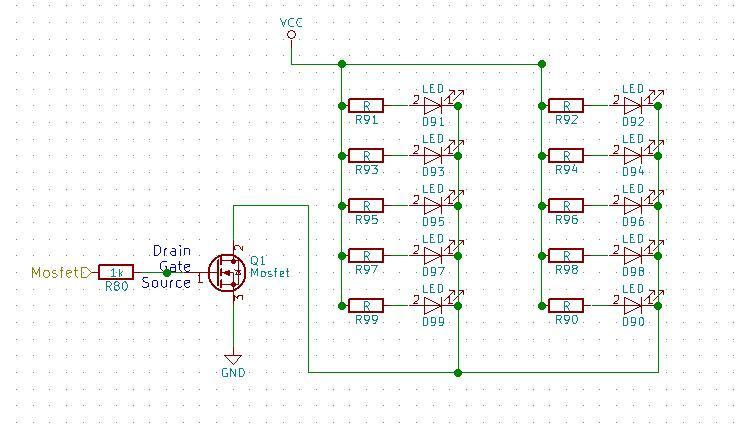 VCC
LED LED
R 2 1 R 2 1
R91 D91 R92 D92
LED LED
R 2 1 R 2 1
R93 D93 R94 D94
LED LED
R 2 1 R 2 1
R95 D95 R96 D96
LED LED
R 2 1 R 2 1
R97 D97 R98 D98
LED LED
R 2 1 R 2 1
R99 D99 R90 D90
Drain
Gate
Source
Mosfet
1k
R80
1
2
3
Q1
Mosfet
GND